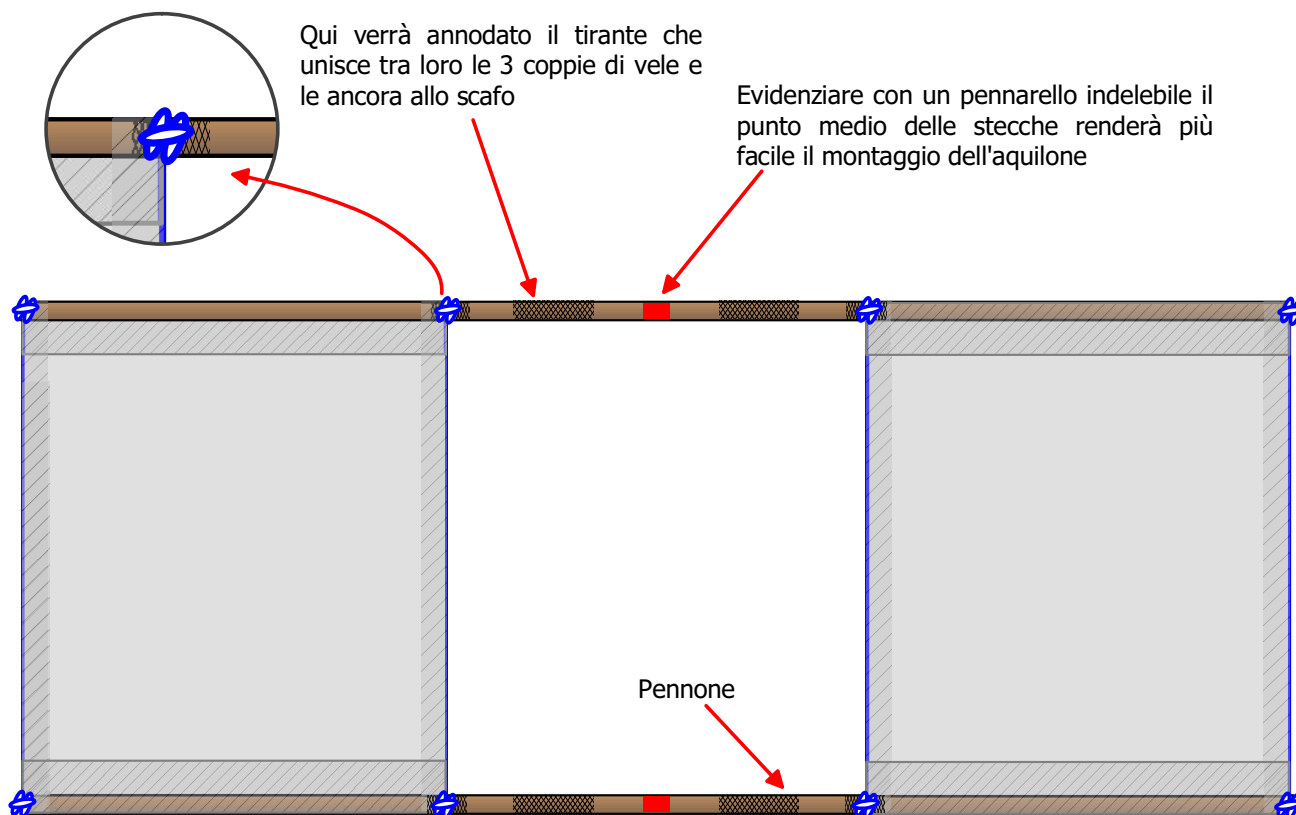 Qui verrà annodato il tirante che
unisce tra loro le 3 coppie di vele e
le ancora allo scafo
Evidenziare con un pennarello indelebile il
punto medio delle stecche renderà più
facile il montaggio dell'aquilone
Pennone